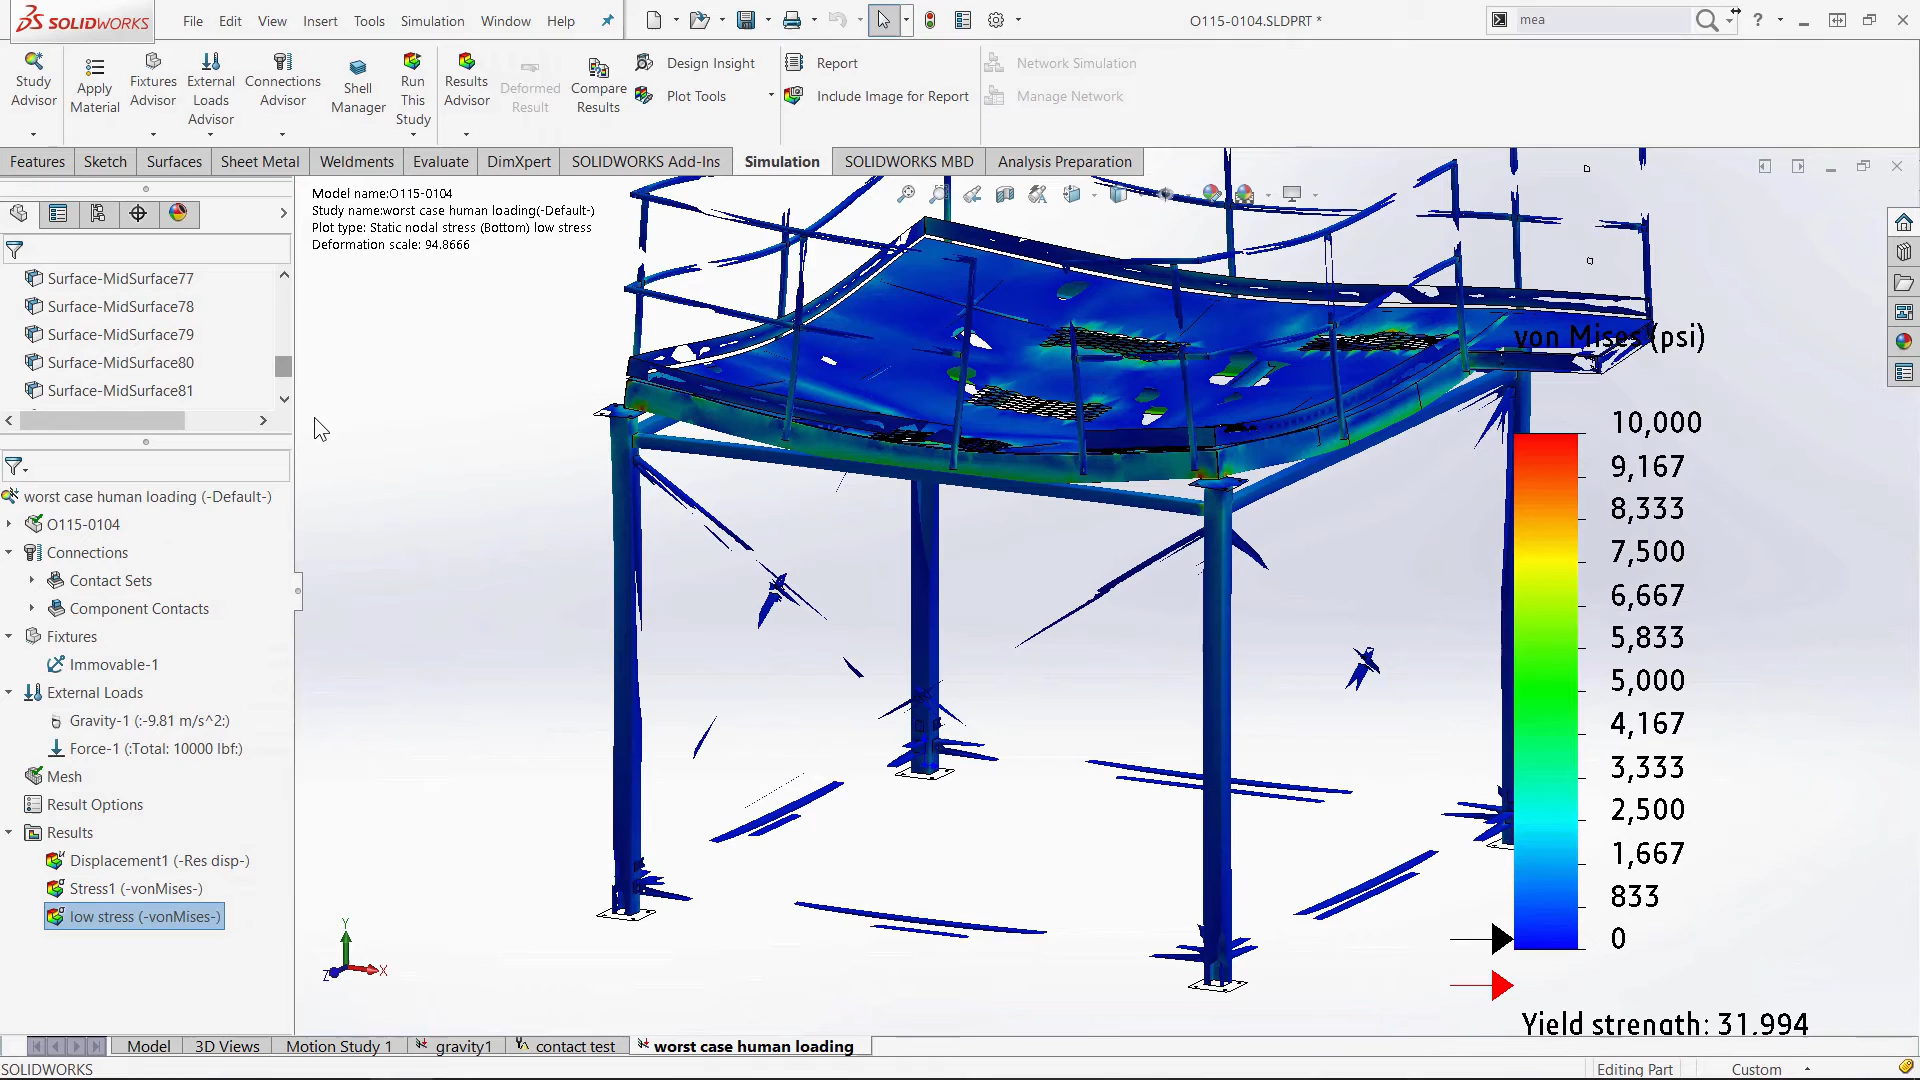 SOLIDWORKS
File Edit View Insert Tools Simulation Window Help
O115-0104.SLDPRT *
mea
Study Advisor
Apply Material
Fixtures Advisor
External Loads Advisor
Connections Advisor
Shell Manager
Run This Study
Results Advisor
Deformed Result
Compare Results
Design Insight
Plot Tools
Report
Include Image for Report
Network Simulation
Manage Network
Features Sketch Surfaces Sheet Metal Weldments Evaluate DimXpert SOLIDWORKS Add-Ins Simulation SOLIDWORKS MBD Analysis Preparation
Model name:O115-0104
Study name:worst case human loading(-Default-)
Plot type: Static nodal stress (Bottom) low stress
Deformation scale: 94.8666
Surface-MidSurface77
Surface-MidSurface78
Surface-MidSurface79
Surface-MidSurface80
Surface-MidSurface81
worst case human loading (-Default-)
O115-0104
Connections
Contact Sets
Component Contacts
Fixtures
Immovable-1
External Loads
Gravity-1 (:-9.81 m/s^2:)
Force-1 (:Total: 10000 lbf:)
Mesh
Result Options
Results
Displacement1 (-Res disp-)
Stress1 (-vonMises-)
low stress (-vonMises-)
von Mises (psi)
10,000
9,167
8,333
7,500
6,667
5,833
5,000
4,167
3,333
2,500
1,667
833
0
Yield strength: 31,994
Y
X
Z
Model 3D Views Motion Study 1 gravity1 contact test worst case human loading
SOLIDWORKS
Editing Part
Custom